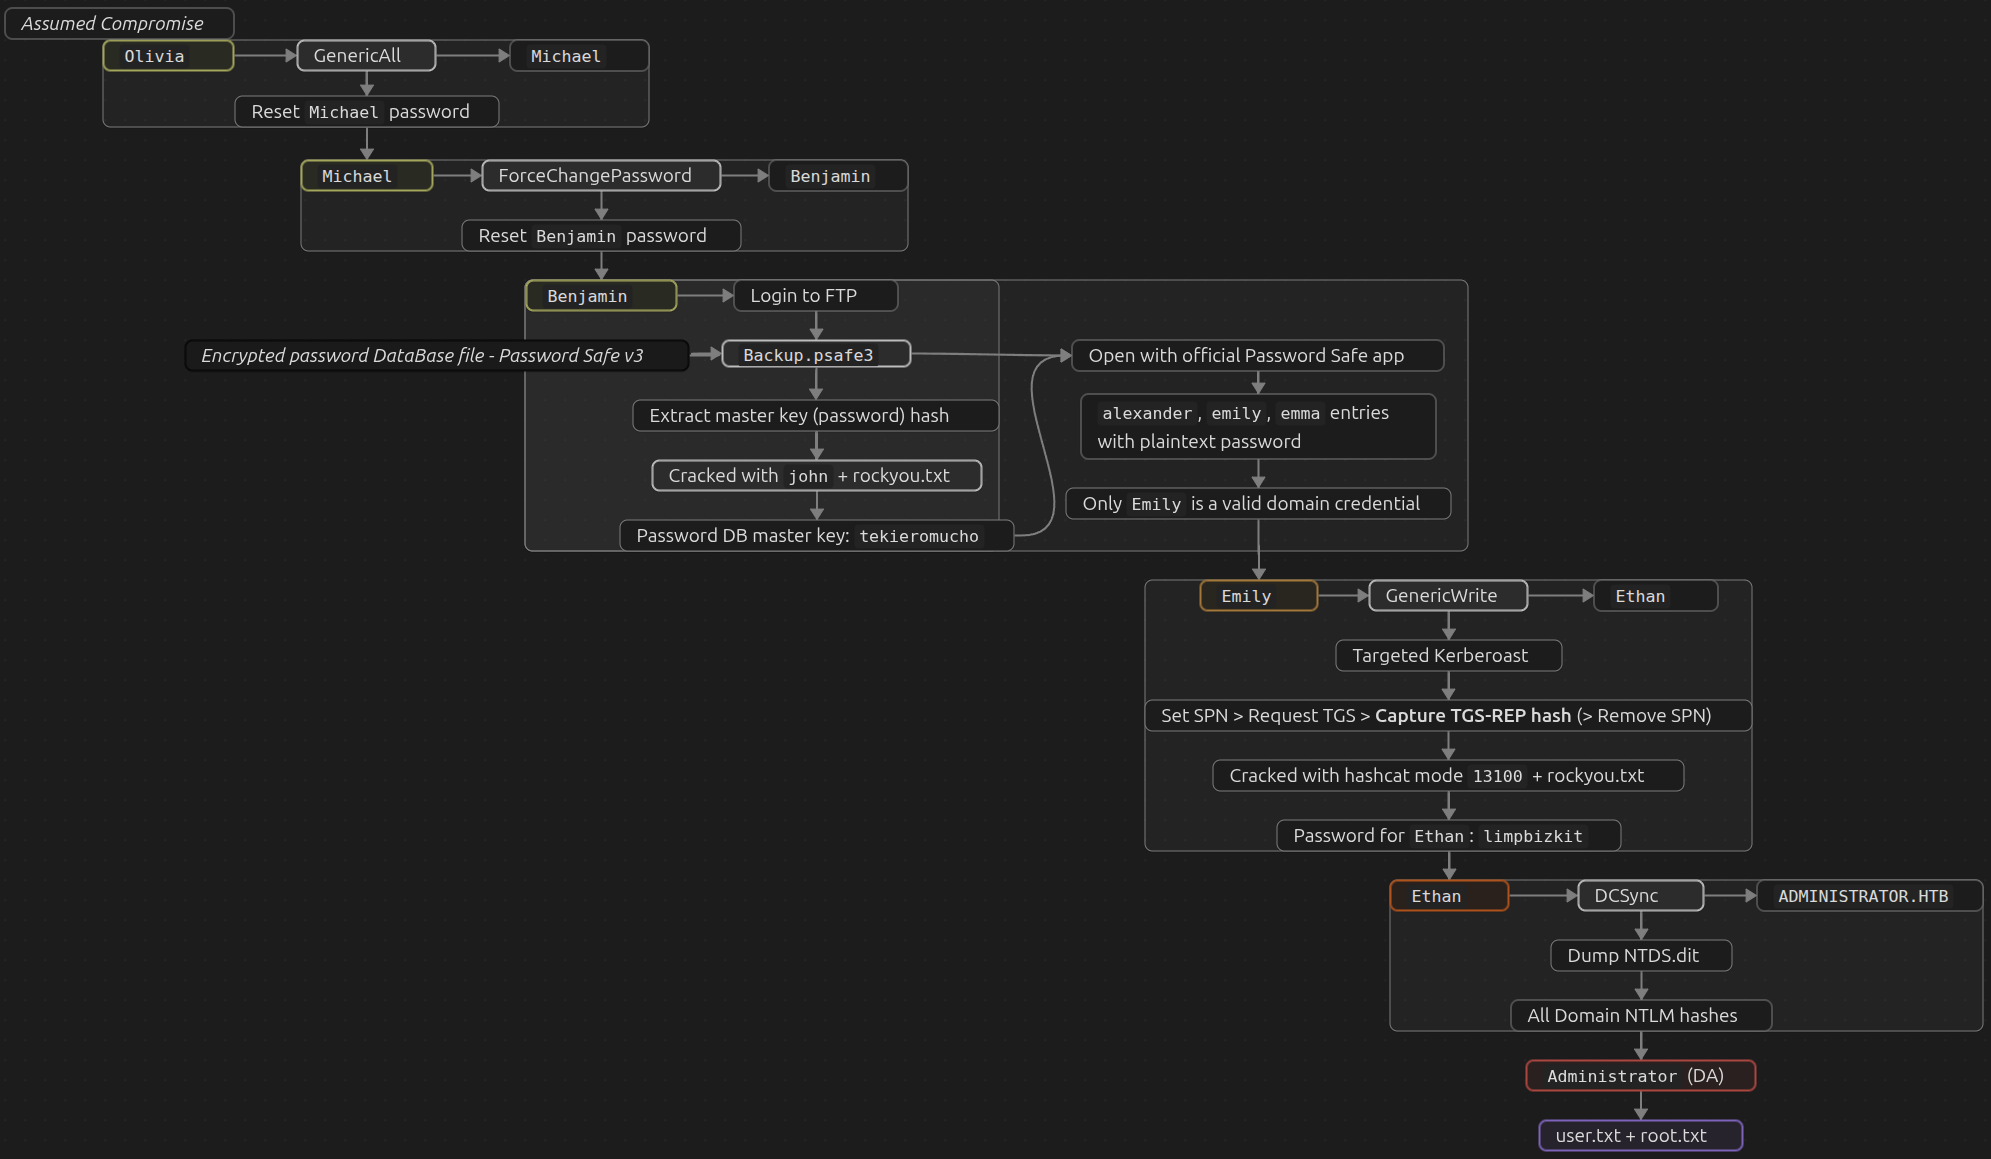 Assumed Compromise
Olivia
GenericAll
Michael
Reset Michael password
Michael
ForceChangePassword
Benjamin
Reset Benjamin password
Benjamin
Login to FTP
Encrypted password DataBase file - Password Safe v3
Backup.psafe3
Open with official Password Safe app
Extract master key (password) hash
alexander, emily, emma entries
with plaintext password
Cracked with john + rockyou.txt
Only Emily is a valid domain credential
Password DB master key: tekieromucho
Emily
GenericWrite
Ethan
Targeted Kerberoast
Set SPN > Request TGS > Capture TGS-REP hash (> Remove SPN)
Cracked with hashcat mode 13100 + rockyou.txt
Password for Ethan: limpbizkit
Ethan
DCSync
ADMINISTRATOR.HTB
Dump NTDS.dit
All Domain NTLM hashes
Administrator (DA)
user.txt + root.txt